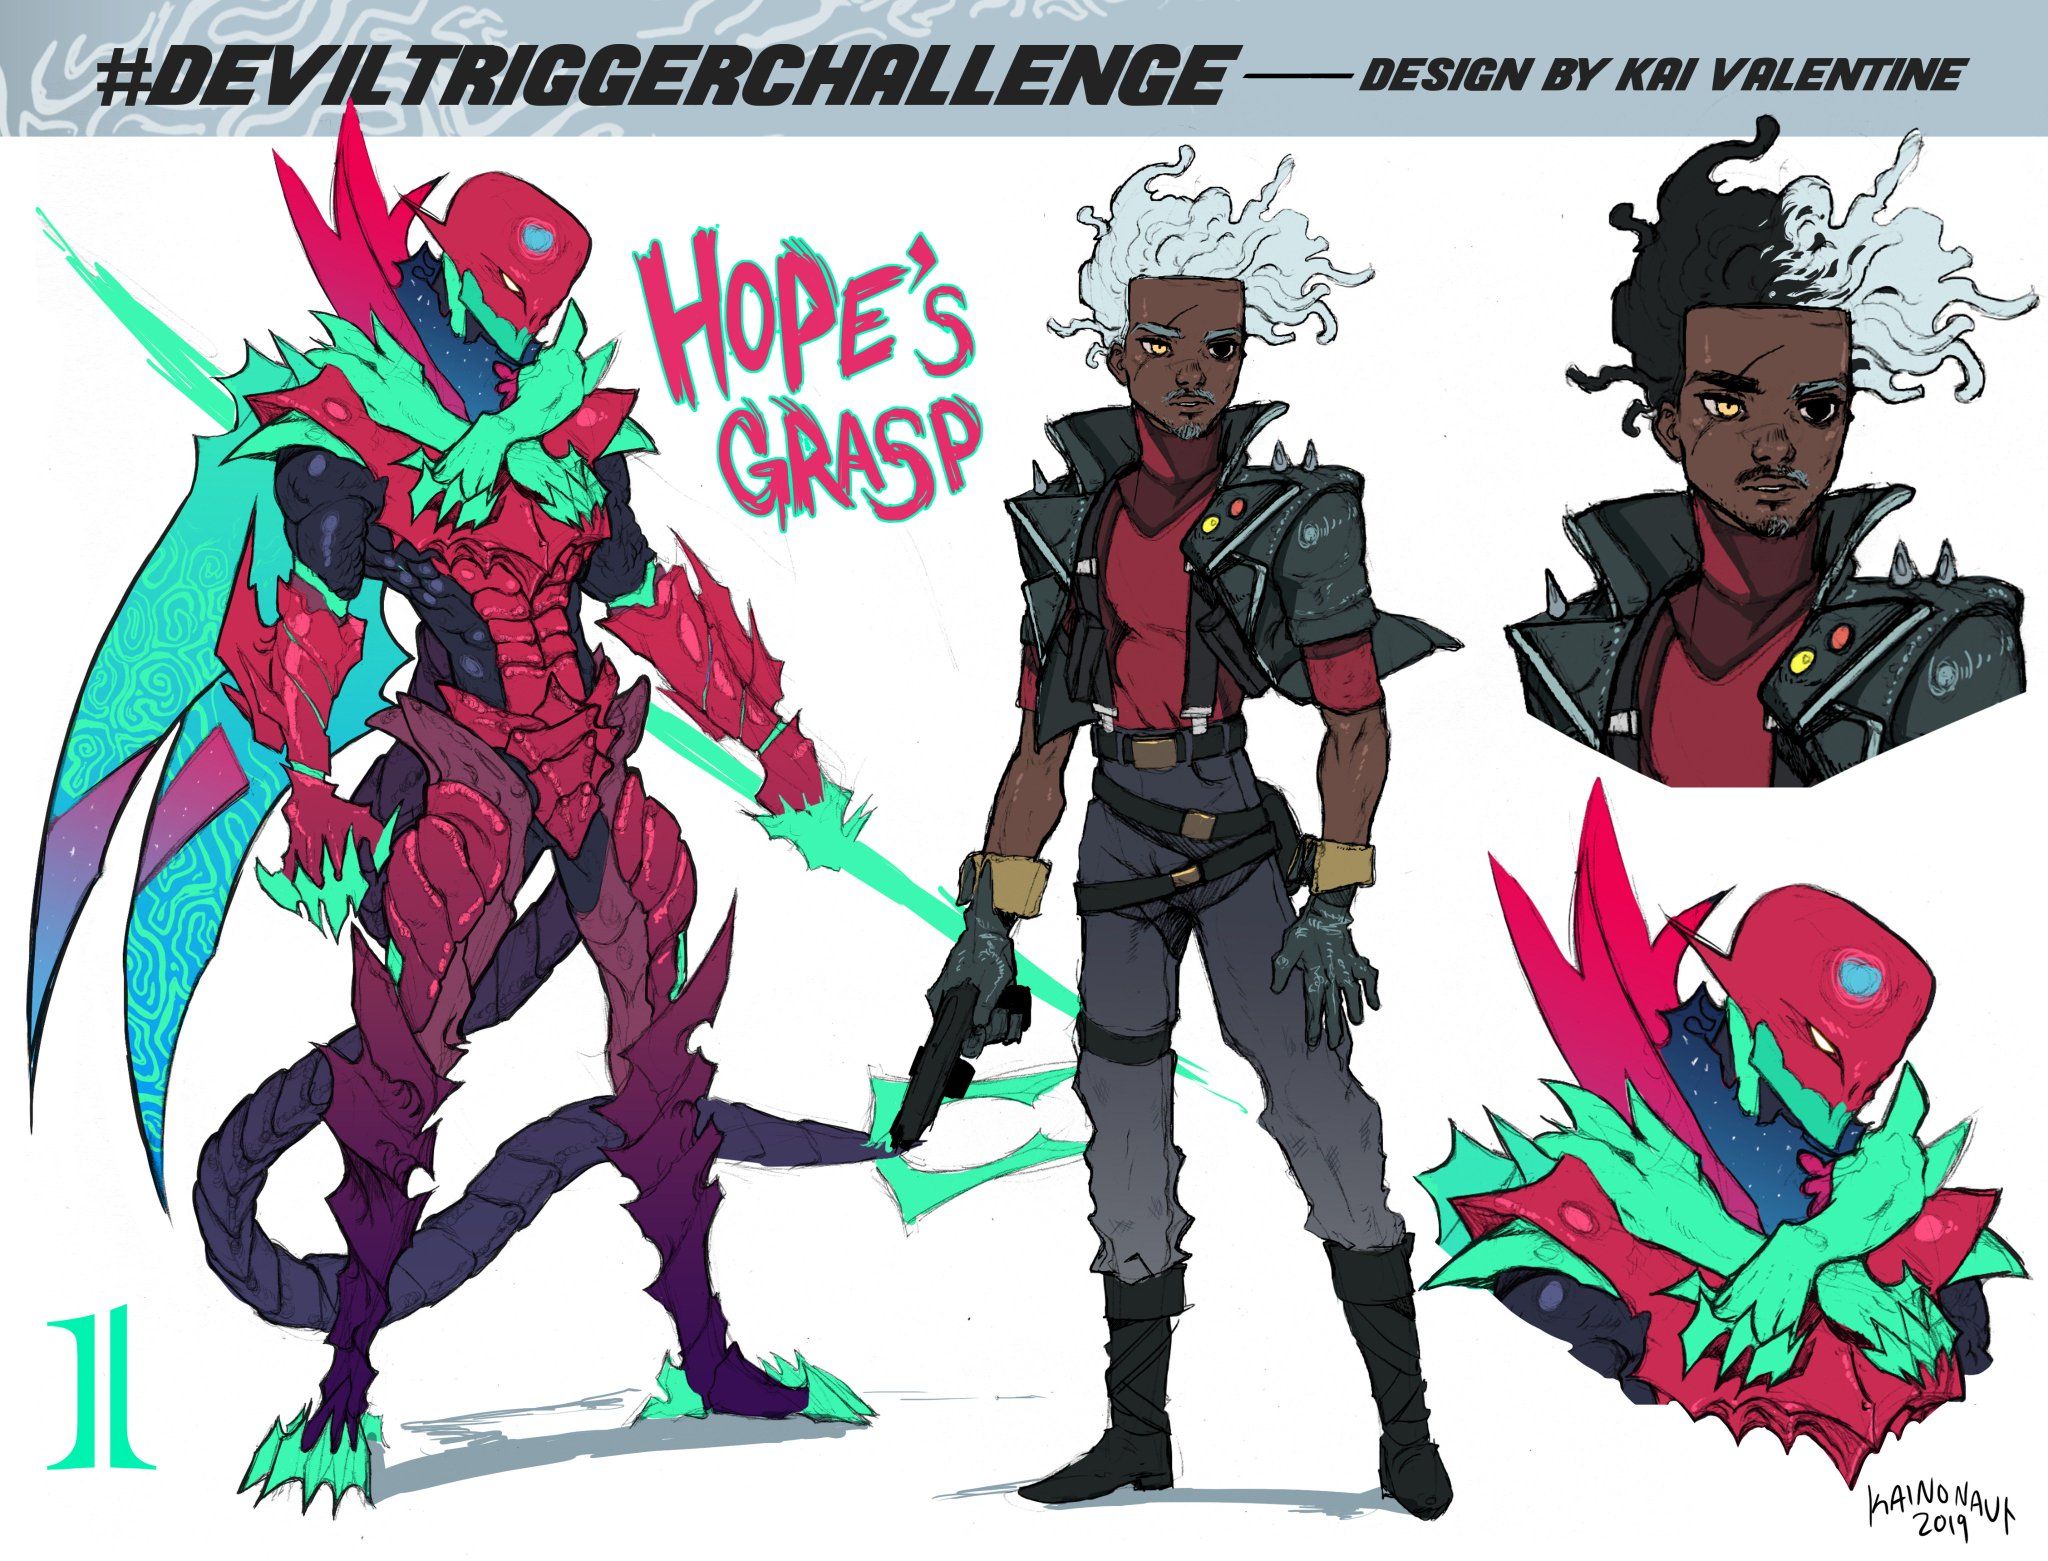 #DEVILTRIGGERCHALLENGE — DESIGN BY KAI VALENTINE
HOPE'S
GRASP
KAINONAUT
2019